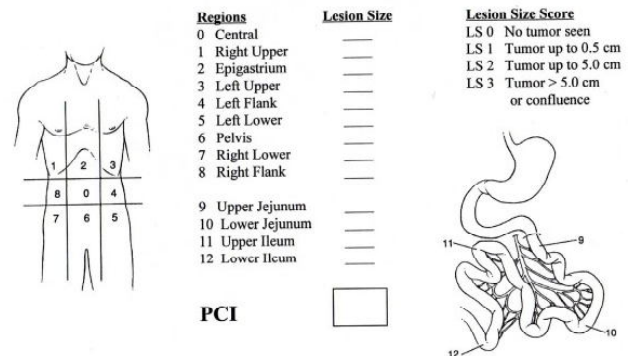 Regions Lesion Size
0 Central
1 Right Upper
2 Epigastrium
3 Left Upper
4 Left Flank
5 Left Lower
6 Pelvis
7 Right Lower
8 Right Flank
9 Upper Jejunum
10 Lower Jejunum
11 Upper Ileum
12 Lower Ileum
PCI
Lesion Size Score
LS 0 No tumor seen
LS 1 Tumor up to 0.5 cm
LS 2 Tumor up to 5.0 cm
LS 3 Tumor > 5.0 cm
or confluence
1 2 3
8 0 4
7 6 5
11
9
10
12